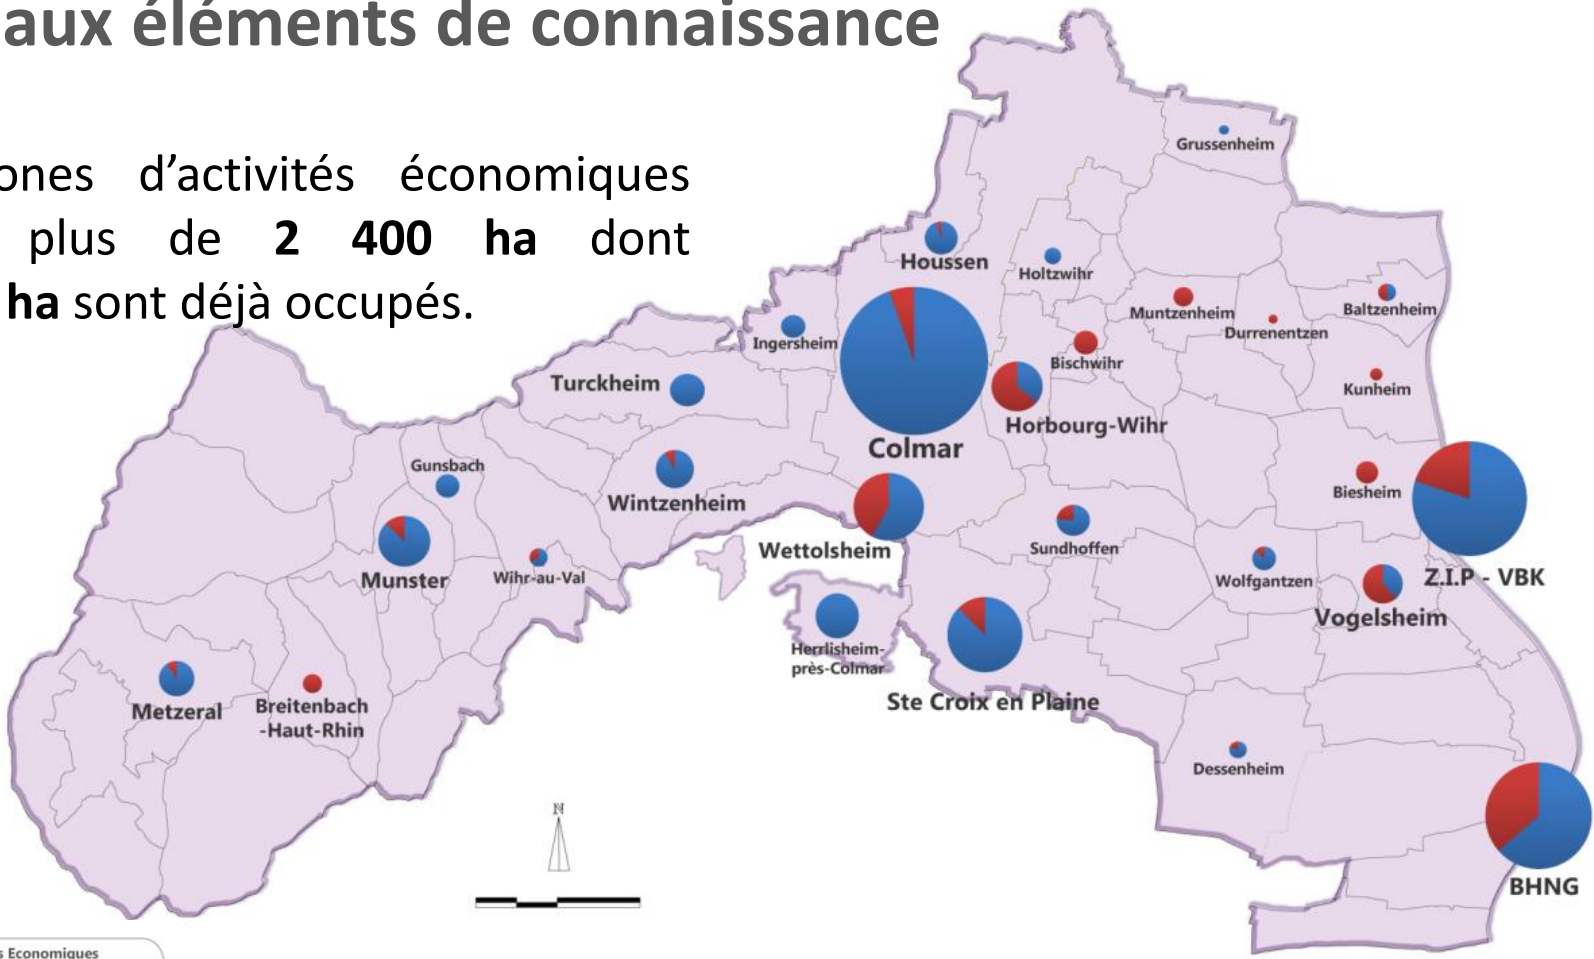 aux éléments de connaissance
ones d’activités économiques
plus de 2 400 ha dont
ha sont déjà occupés.
Grussenheim
Houssen
Holtzwihr
Muntzenheim
Baltzenheim
Durrenentzen
Ingersheim
Bischwihr
Turckheim
Kunheim
Horbourg-Wihr
Colmar
Gunsbach
Biesheim
Wintzenheim
Wettolsheim
Sundhoffen
Munster
Wihr-au-Val
Wolfgantzen
Z.I.P - VBK
Vogelsheim
Herrlisheim-
près-Colmar
Ste Croix en Plaine
Metzeral
Breitenbach
-Haut-Rhin
Dessenheim
N
BHNG
s Economiques